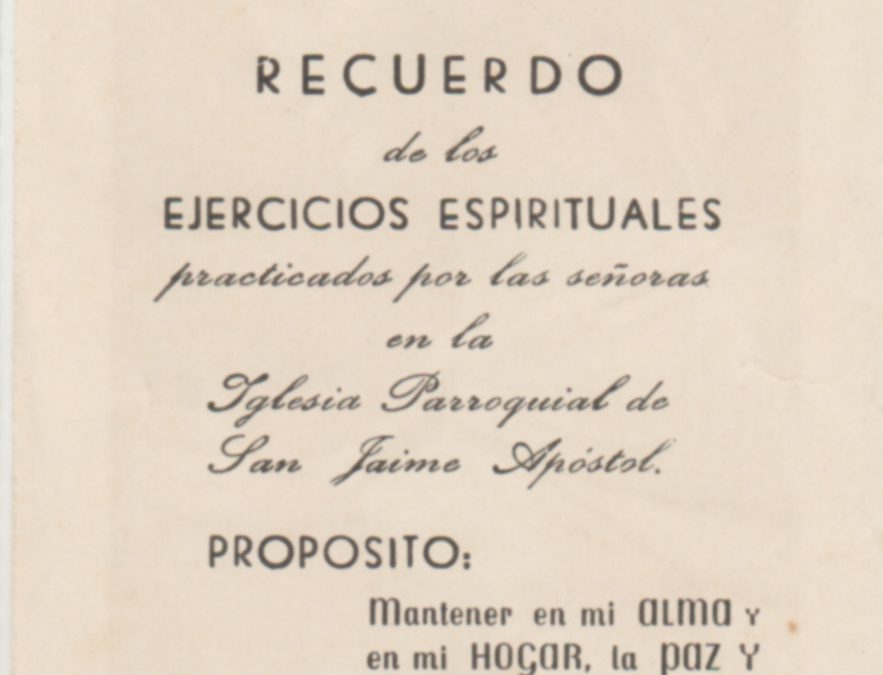 RECUERDO
de los
EJERCICIOS ESPIRITUALES
practicados por las señoras
en la
Iglesia Parroquial de
San Jaime Apóstol.
PROPOSITO:
Mantener en mi ALMA Y
en mi HOGAR, la PAZ Y